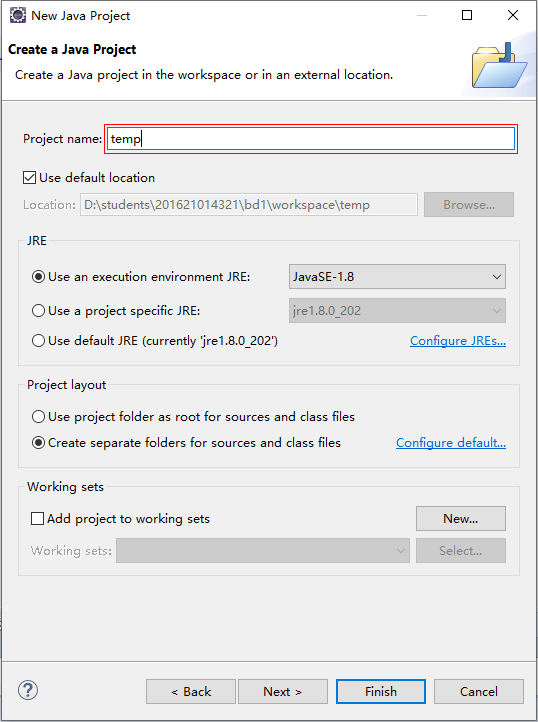 New Java Project
Create a Java Project
Create a Java project in the workspace or in an external location.
Project name: temp
Use default location
Location: D:\students\201621014321\bd1\workspace\temp Browse...
JRE
Use an execution environment JRE: JavaSE-1.8
Use a project specific JRE: jre1.8.0_202
Use default JRE (currently 'jre1.8.0_202') Configure JREs...
Project layout
Use project folder as root for sources and class files
Create separate folders for sources and class files Configure default...
Working sets
Add project to working sets New...
Working sets: Select...
? < Back Next > Finish Cancel